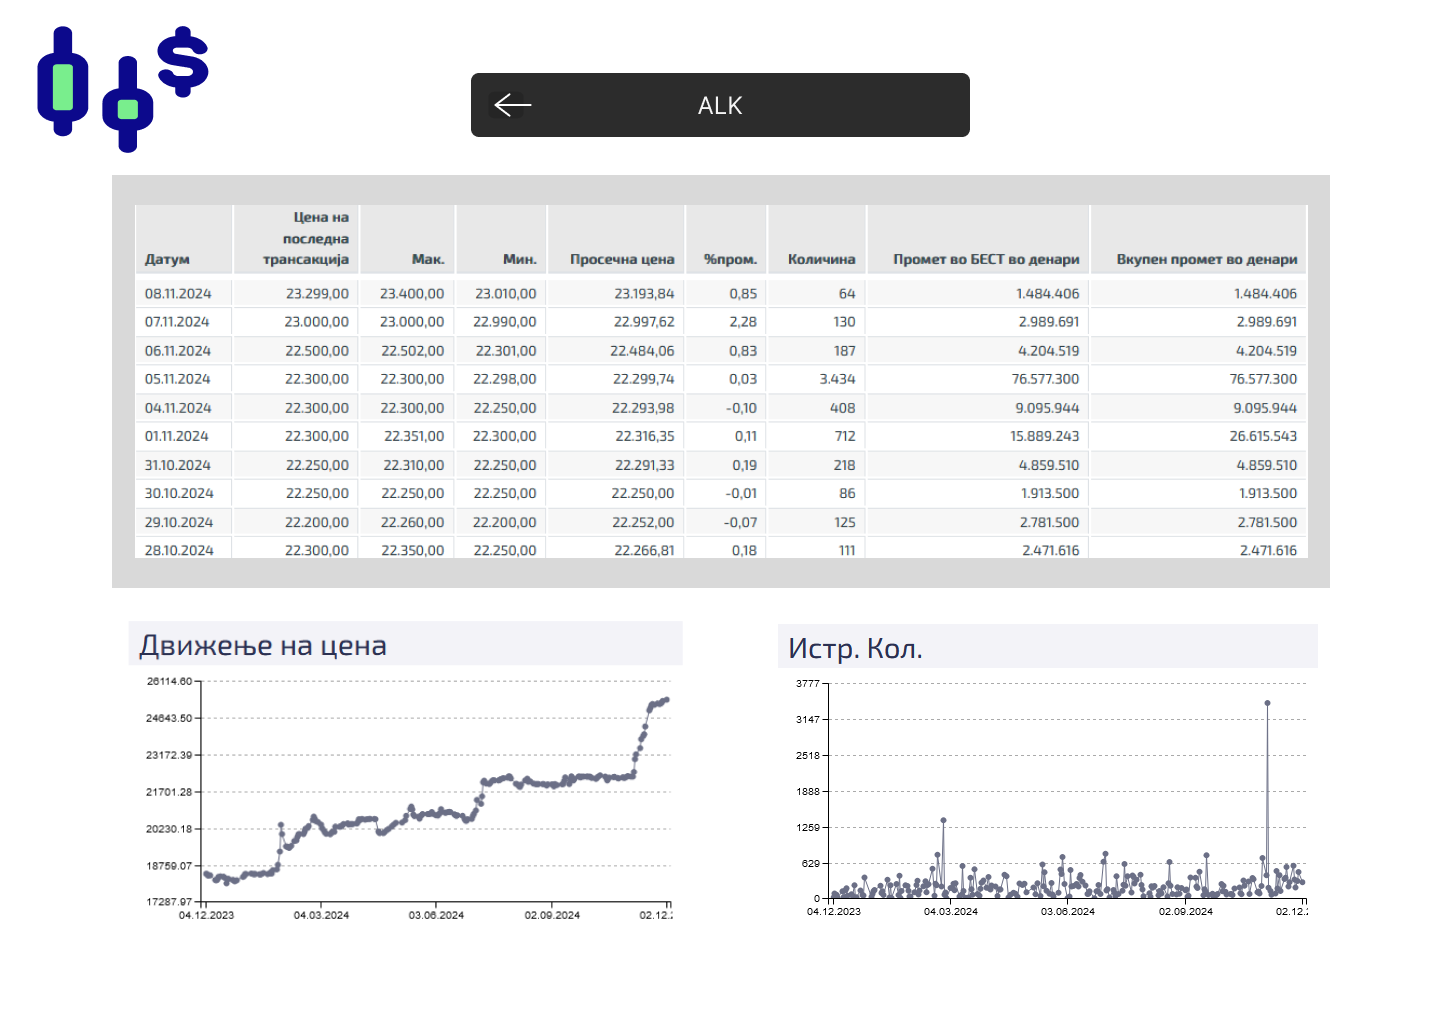 $
ALK
Цена на
последна
Датум трансакција Мак. Мин. Просечна цена %пром. Количина Промет во БЕСТ во денари Вкупен промет во денари
08.11.2024 23.299,00 23.400,00 23.010,00 23.193,84 0,85 64 1.484.406 1.484.406
07.11.2024 23.000,00 23.000,00 22.990,00 22.997,62 2,28 130 2.989.691 2.989.691
06.11.2024 22.500,00 22.502,00 22.301,00 22.484,06 0,83 187 4.204.519 4.204.519
05.11.2024 22.300,00 22.300,00 22.298,00 22.299,74 0,03 3.434 76.577.300 76.577.300
04.11.2024 22.300,00 22.300,00 22.250,00 22.293,98 -0,10 408 9.095.944 9.095.944
01.11.2024 22.300,00 22.351,00 22.300,00 22.316,35 0,11 712 15.889.243 26.615.543
31.10.2024 22.250,00 22.310,00 22.250,00 22.291,33 0,19 218 4.859.510 4.859.510
30.10.2024 22.250,00 22.250,00 22.250,00 22.250,00 -0,01 86 1.913.500 1.913.500
29.10.2024 22.200,00 22.260,00 22.200,00 22.252,00 -0,07 125 2.781.500 2.781.500
28.10.2024 22.300,00 22.350,00 22.250,00 22.266,81 0,18 111 2.471.616 2.471.616
Движење на цена
26114.60
24643.50
23172.39
21701.28
20230.18
18759.07
17287.97
04.12.2023 04.03.2024 03.06.2024 02.09.2024 02.12.2
Истр. Кол.
3777
3147
2518
1888
1259
629
0
04.12.2023 04.03.2024 03.06.2024 02.09.2024 02.12.2